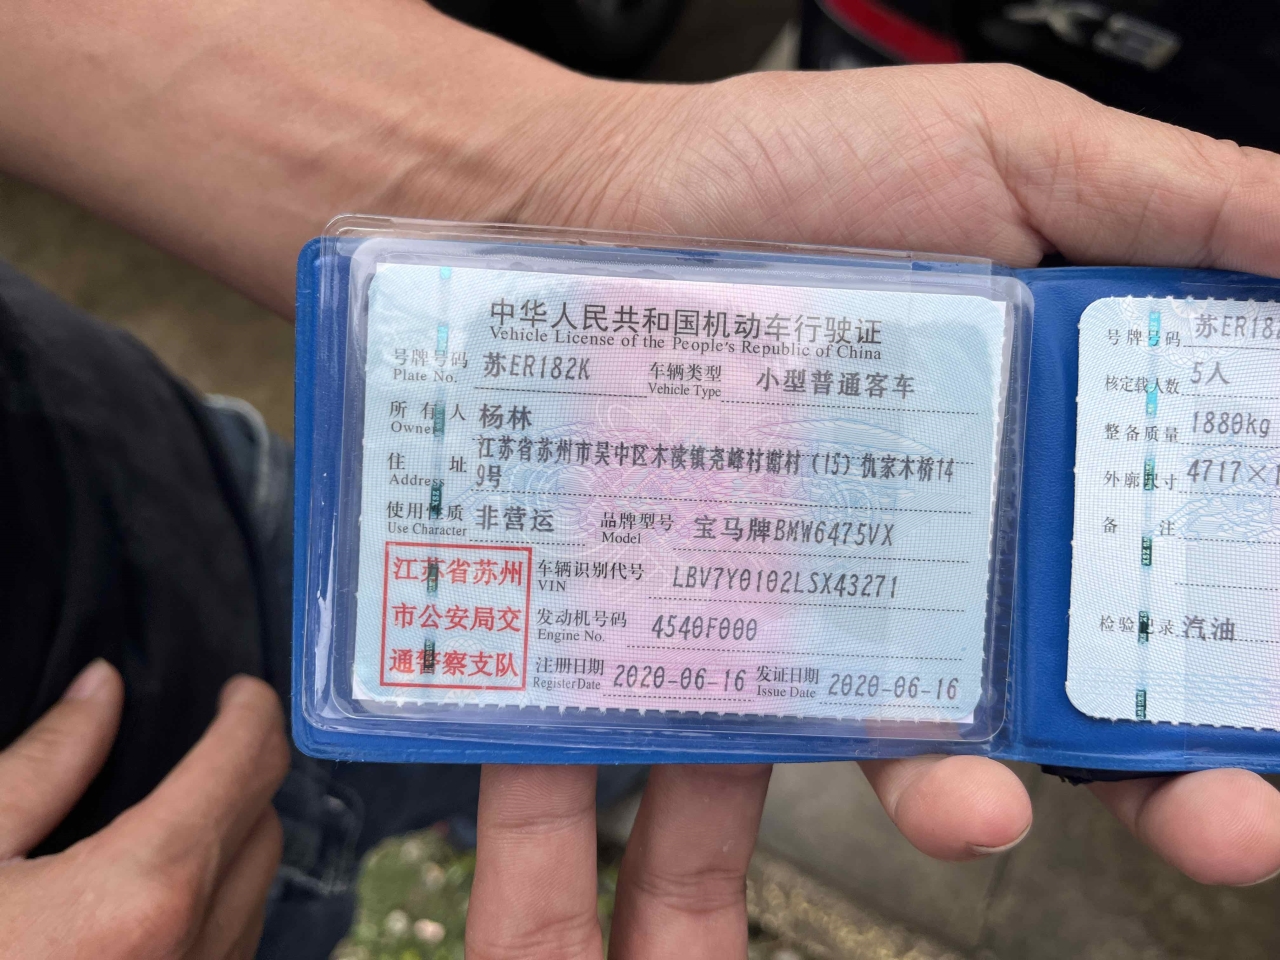 X3
中华人民共和国机动车行驶证
Vehicle License of the People's Republic of China
号牌号码 苏ER182K 车辆类型 小型普通客车
Plate No. Vehicle Type
所有人 杨林
Owner
住址 江苏省苏州市吴中区木渎镇尧峰村谢村（15）仇家木桥14
Address 9号
使用性质 非营运 品牌型号 宝马牌BMW6475VX
Use Character Model
江苏省苏州
市公安局交
通警察支队
车辆识别代号 LBV7Y0102LSX43271
VIN
发动机号码 4540F000
Engine No.
注册日期 2020-06-16 发证日期 2020-06-16
Register Date Issue Date
号牌号码 苏ER18
核定载人数 5人
整备质量 1880kg
外廓尺寸 4717×1
备注
检验记录 汽油